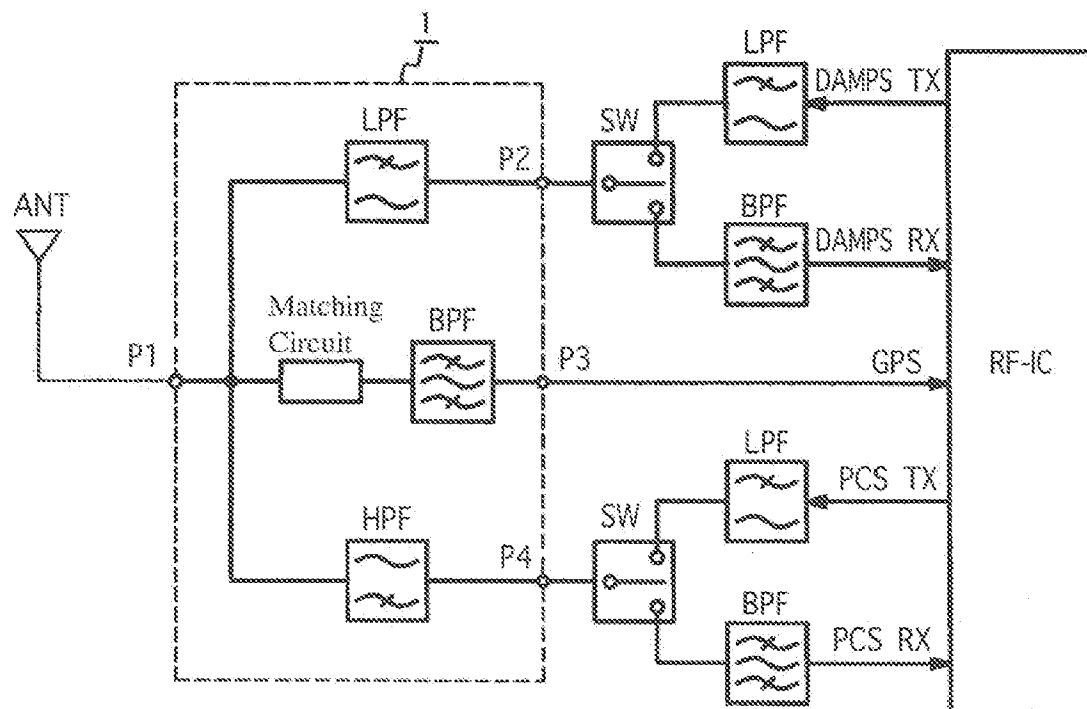 1
LPF
DAMPS TX
LPF
SW
P2
ANT
BPF
DAMPS RX
Matching
Circuit
BPF
P1
P3
GPS
RF-IC
LPF
PCS TX
HPF
SW
P4
BPF
PCS RX